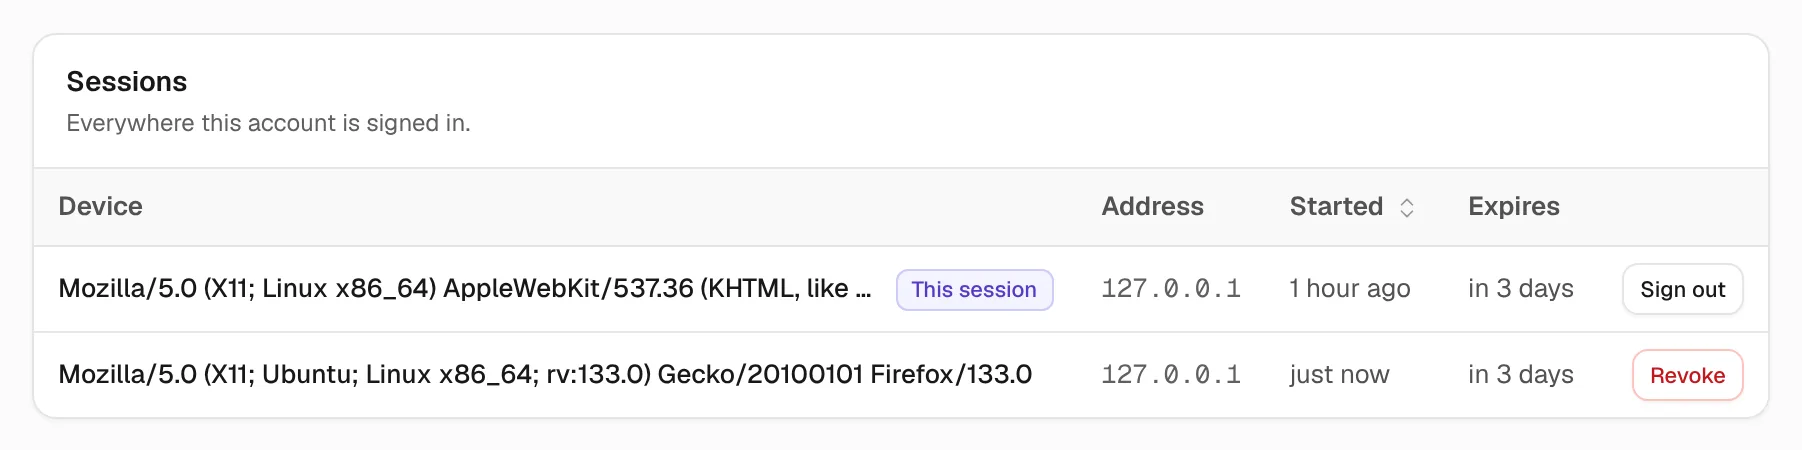 Sessions
Everywhere this account is signed in.
Device Address Started Expires
Mozilla/5.0 (X11; Linux x86_64) AppleWebKit/537.36 (KHTML, like ... This session 127.0.0.1 1 hour ago in 3 days Sign out
Mozilla/5.0 (X11; Ubuntu; Linux x86_64; rv:133.0) Gecko/20100101 Firefox/133.0 127.0.0.1 just now in 3 days Revoke